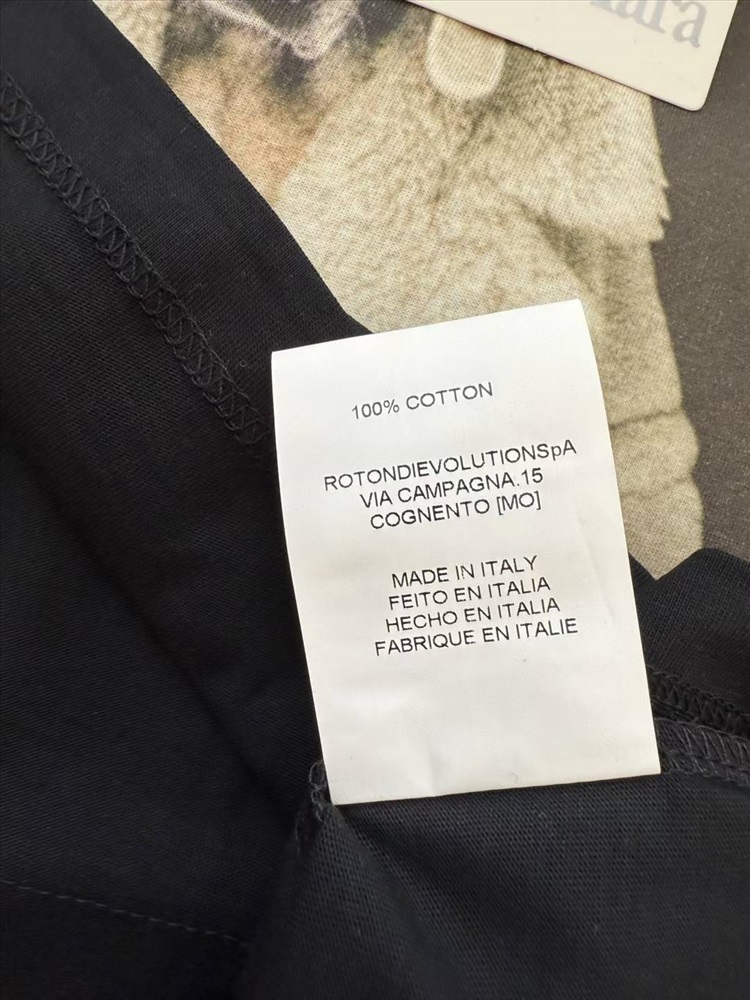 100% COTTON
ROTONDIEVOLUTIONSpA
VIA CAMPAGNA.15
COGNENTO [MO]
MADE IN ITALY
FEITO EN ITALIA
HECHO EN ITALIA
FABRIQUE EN ITALIE